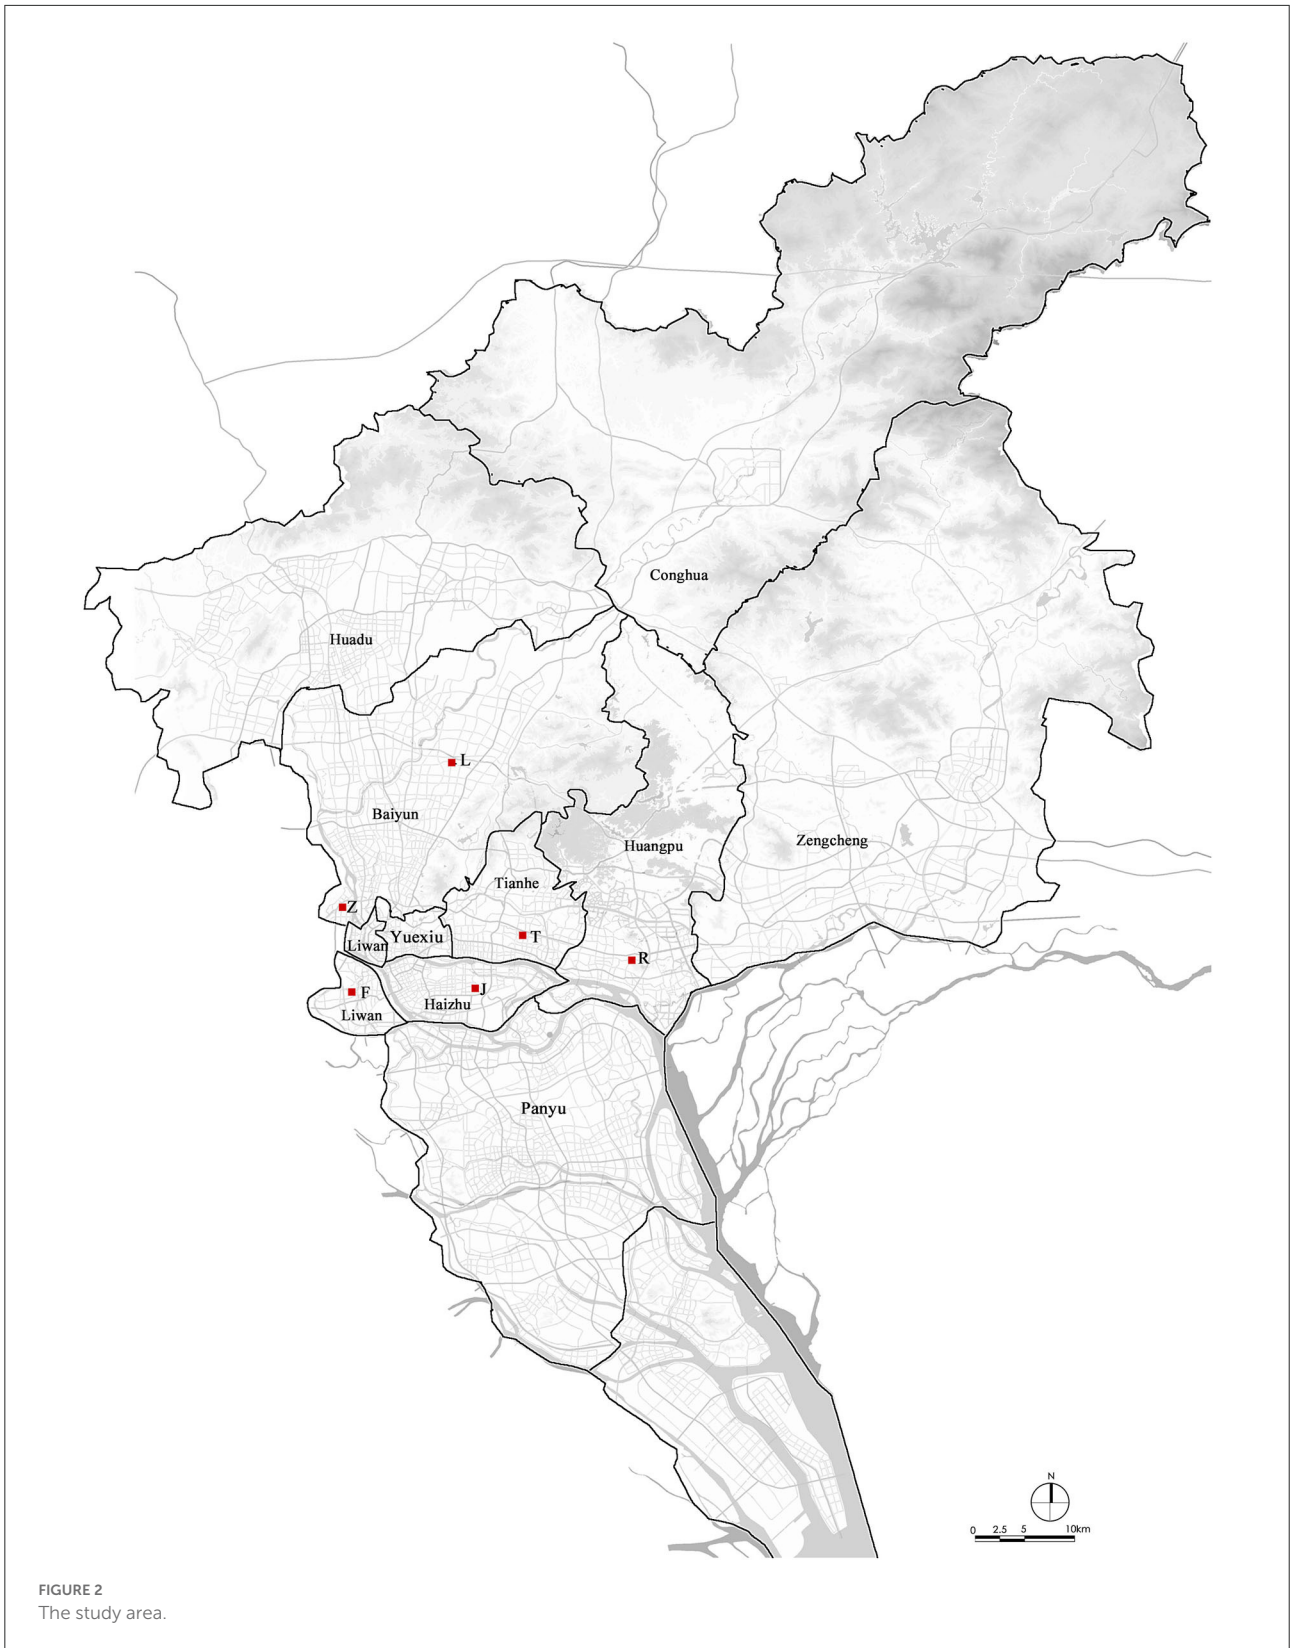 Conghua
Huadu
L
Baiyun
Huangpu
Zengcheng
Tianhe
Z
Liwan
Yuexiu
T
R
F
J
Haizhu
Liwan
Panyu
N
0 2.5 5 10km
FIGURE 2
The study area.